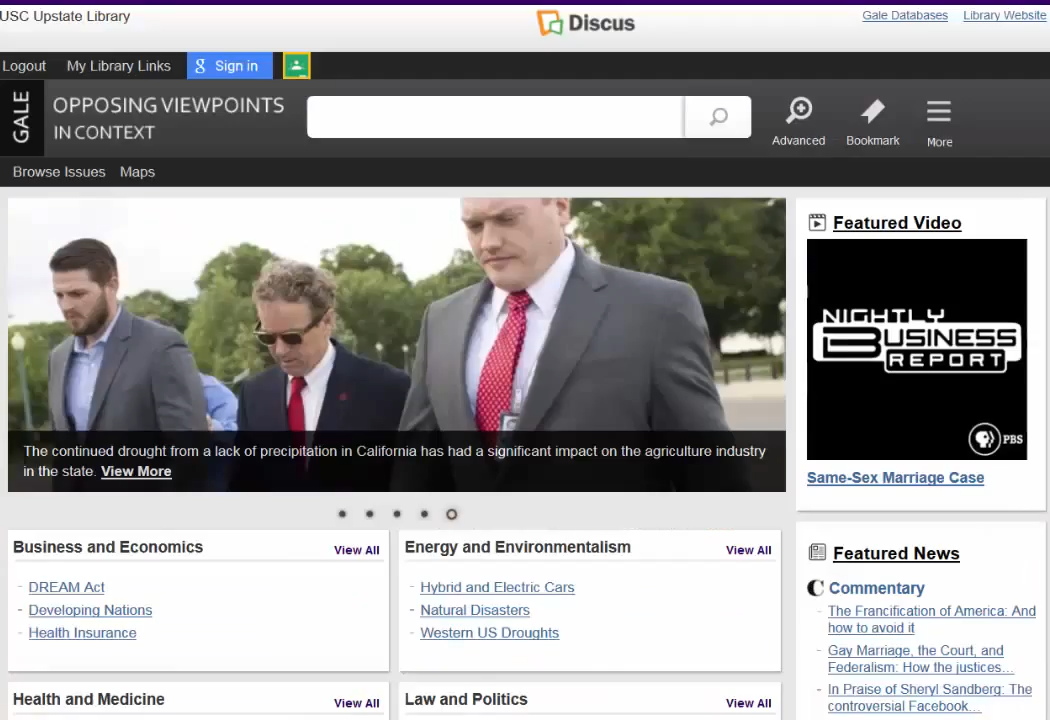 USC Upstate Library
Discus
Gale Databases Library Website
Logout My Library Links g Sign in
GALE
OPPOSING VIEWPOINTS
IN CONTEXT
Advanced Bookmark More
Browse Issues Maps
The continued drought from a lack of precipitation in California has had a significant impact on the agriculture industry
in the state. View More
Featured Video
NIGHTLY
BUSINESS
REPORT
PBS
Same-Sex Marriage Case
Business and Economics View All
- DREAM Act
- Developing Nations
- Health Insurance
Energy and Environmentalism View All
- Hybrid and Electric Cars
- Natural Disasters
- Western US Droughts
Health and Medicine View All
Law and Politics View All
Featured News
C Commentary
- The Francification of America: And
how to avoid it
- Gay Marriage, the Court, and
Federalism: How the justices...
- In Praise of Sheryl Sandberg: The
controversial Facebook...